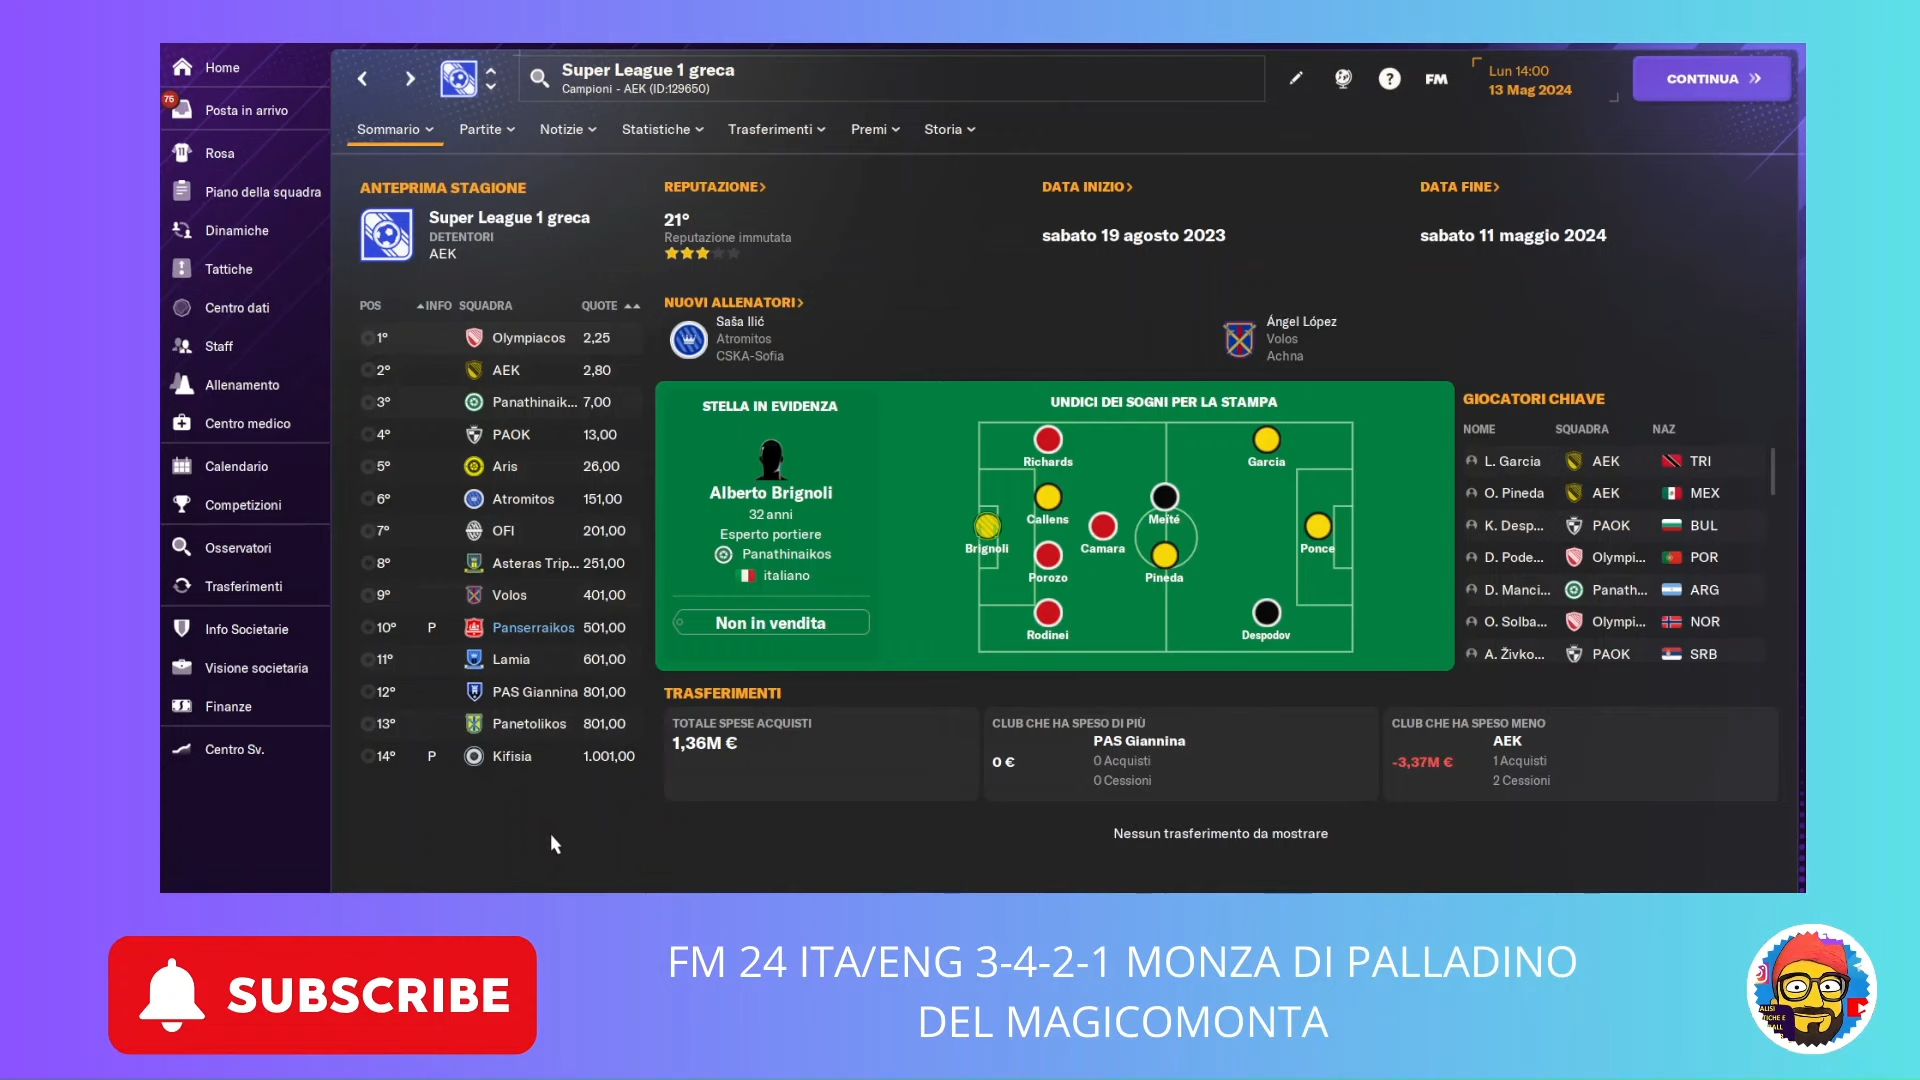 Home
75
Posta in arrivo
Rosa
Piano della squadra
Dinamiche
Tattiche
Centro dati
Staff
Allenamento
Centro medico
Calendario
Competizioni
Osservatori
Trasferimenti
Info Societarie
Visione societaria
Finanze
Centro Sv.
Super League 1 greca
Campioni - AEK (ID:129650)
?
FM
Lun 14:00
13 Mag 2024
CONTINUA
Sommario Partite Notizie Statistiche Trasferimenti Premi Storia
ANTEPRIMA STAGIONE
Super League 1 greca
DETENTORI
AEK
REPUTAZIONE>
21°
Reputazione immutata
DATA INIZIO>
sabato 19 agosto 2023
DATA FINE>
sabato 11 maggio 2024
POS INFO SQUADRA QUOTE
1° Olympiacos 2,25
2° AEK 2,80
3° Panathinaik... 7,00
4° PAOK 13,00
5° Aris 26,00
6° Atromitos 151,00
7° OFI 201,00
8° Asteras Trip... 251,00
9° Volos 401,00
10° P Panserraikos 501,00
11° Lamia 601,00
12° PAS Giannina 801,00
13° Panetolikos 801,00
14° P Kifisia 1.001,00
NUOVI ALLENATORI>
Saša Ilić
Atromitos
CSKA-Sofia
Ángel López
Volos
Achna
STELLA IN EVIDENZA
Alberto Brignoli
32 anni
Esperto portiere
Panathinaikos
italiano
Non in vendita
UNDICI DEI SOGNI PER LA STAMPA
Richards
Garcia
Callens
Meïté
Brignoli
Camara
Ponce
Porozo
Pineda
Rodinei
Despodov
GIOCATORI CHIAVE
NOME SQUADRA NAZ
L. Garcia AEK TRI
O. Pineda AEK MEX
K. Desp... PAOK BUL
D. Pode... Olympi... POR
D. Manci... Panath... ARG
O. Solba... Olympi... NOR
A. Živko... PAOK SRB
TRASFERIMENTI
TOTALE SPESE ACQUISTI
1,36M €
CLUB CHE HA SPESO DI PIÙ
PAS Giannina
0 €
0 Acquisti
0 Cessioni
CLUB CHE HA SPESO MENO
AEK
-3,37M €
1 Acquisti
2 Cessioni
Nessun trasferimento da mostrare
SUBSCRIBE
FM 24 ITA/ENG 3-4-2-1 MONZA DI PALLADINO
DEL MAGICOMONTA